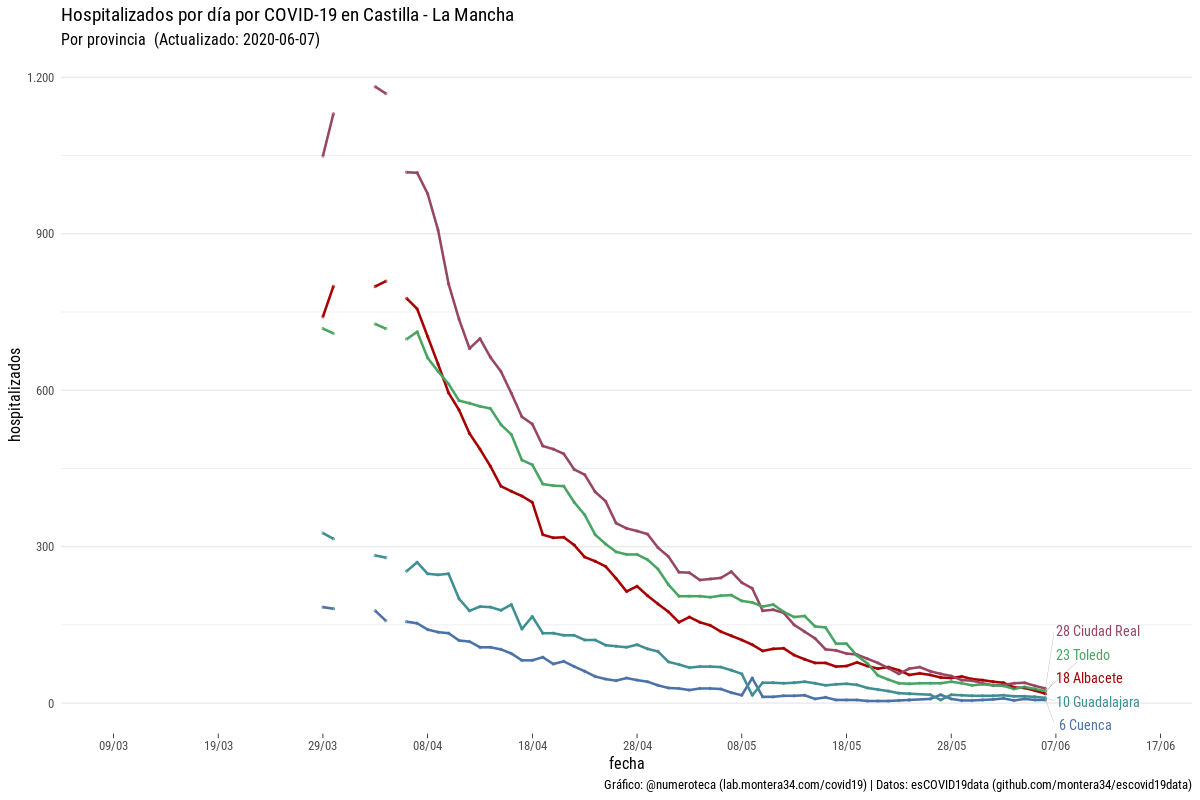 Hospitalizados por día por COVID-19 en Castilla - La Mancha
Por provincia  (Actualizado: 2020-06-07)
hospitalizados
1.200
900
600
300
0
28 Ciudad Real
23 Toledo
18 Albacete
10 Guadalajara
6 Cuenca
09/03 19/03 29/03 08/04 18/04 28/04 08/05 18/05 28/05 07/06 17/06
fecha
Gráfico: @numeroteca (lab.montera34.com/covid19) | Datos: esCOVID19data (github.com/montera34/escovid19data)